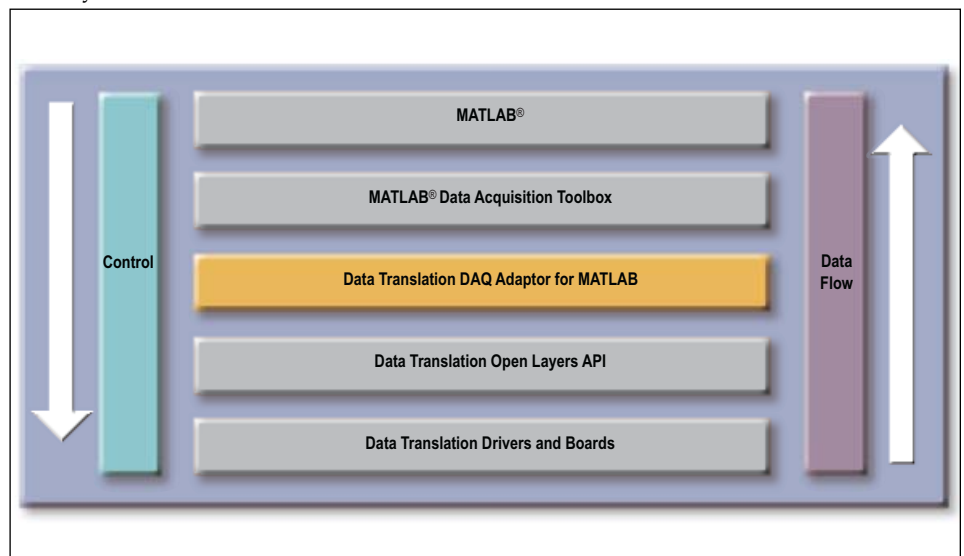 MATLAB®
MATLAB® Data Acquisition Toolbox
Control
Data Translation DAQ Adaptor for MATLAB
Data
Flow
Data Translation Open Layers API
Data Translation Drivers and Boards